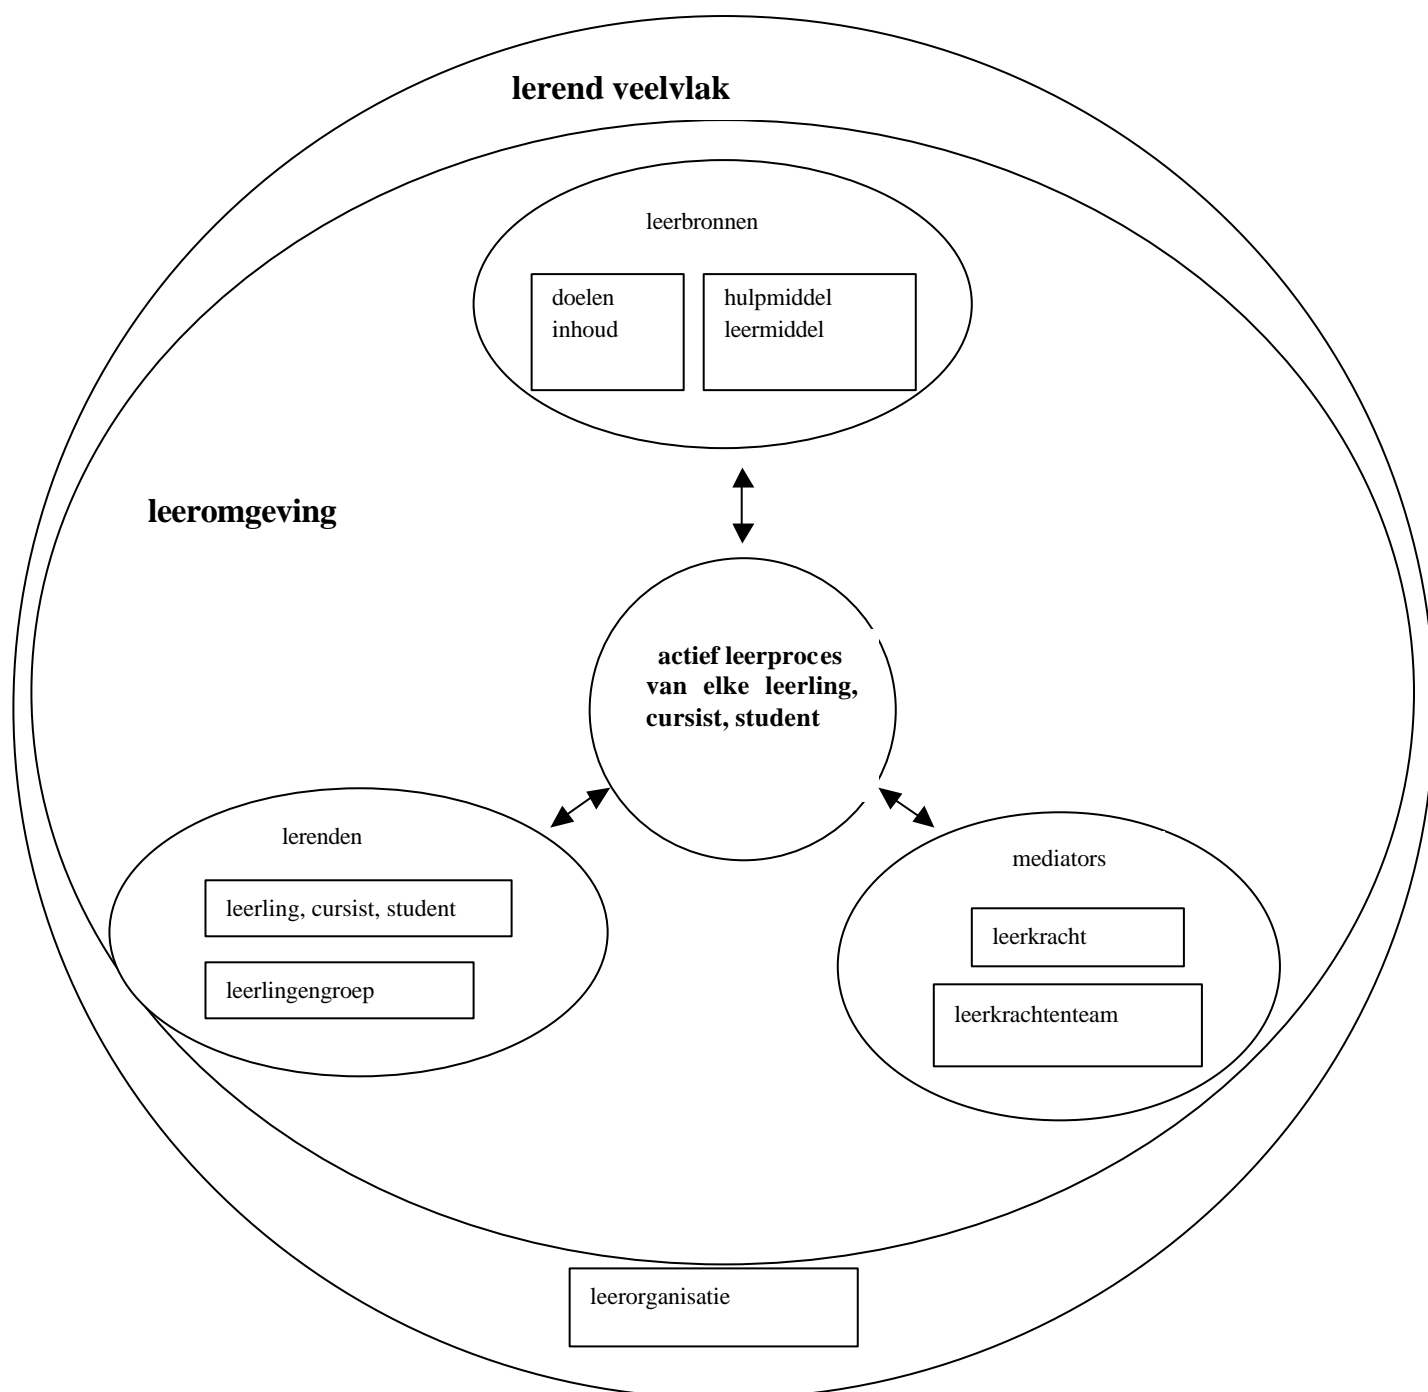 lerend veelvlak
leerbronnen
doelen
inhoud
hulpmiddel
leermiddel
leeromgeving
actief leerproces
van elke leerling,
cursist, student
lerenden
leerling, cursist, student
leerlingengroep
mediators
leerkracht
leerkrachtenteam
leerorganisatie